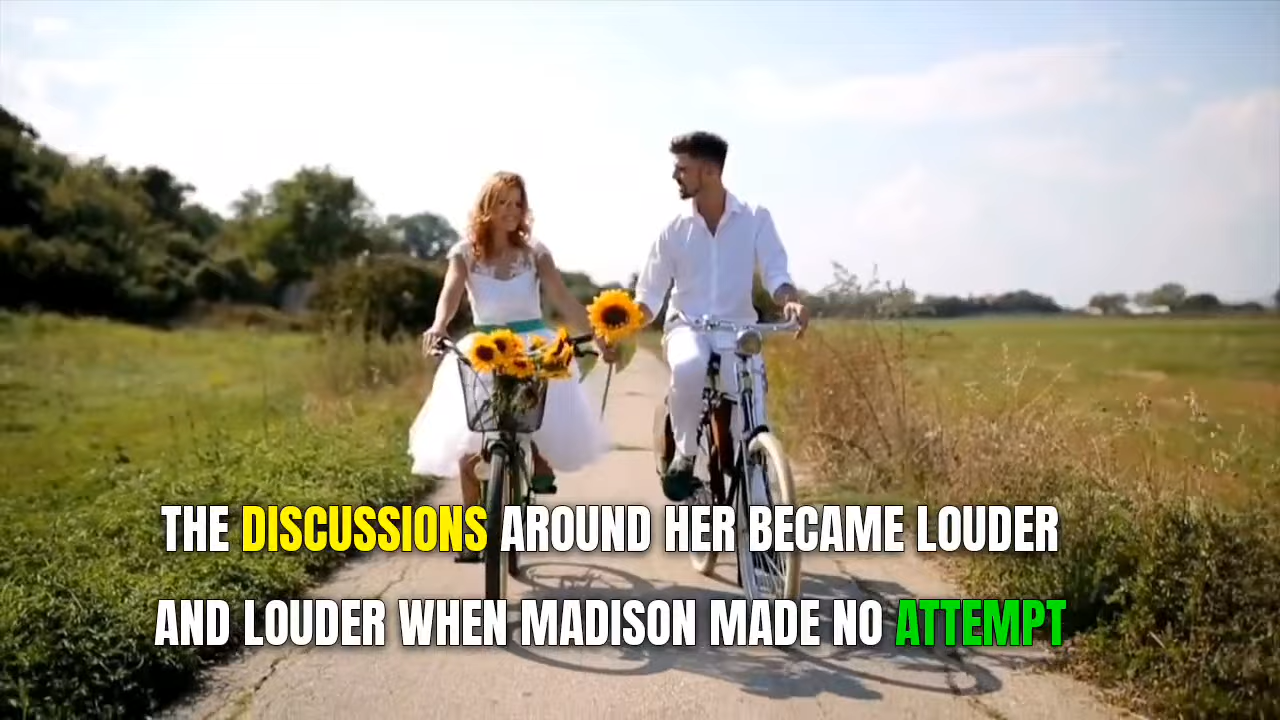 THE DISCUSSIONS AROUND HER BECAME LOUDER
AND LOUDER WHEN MADISON MADE NO ATTEMPT